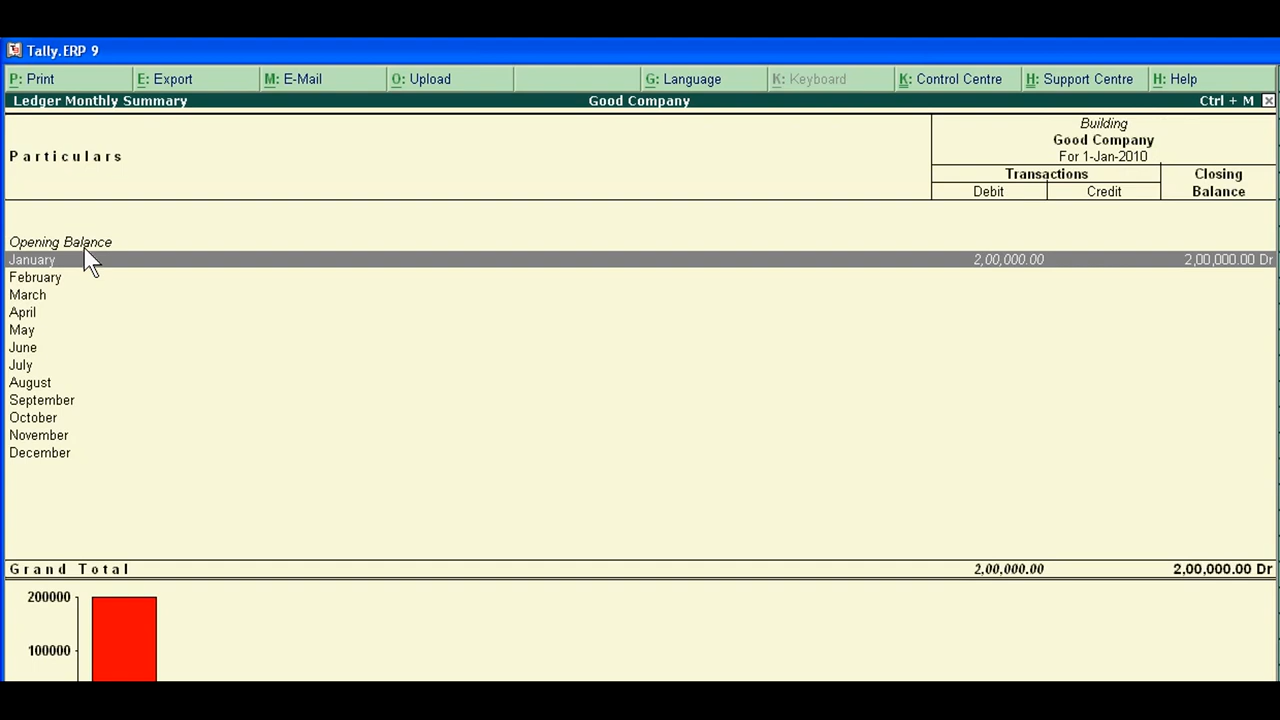 Tally.ERP 9
P: Print E: Export M: E-Mail O: Upload G: Language K: Keyboard K: Control Centre H: Support Centre H: Help
Ledger Monthly Summary Good Company Ctrl + M
Particulars
Building
Good Company
For 1-Jan-2010
Transactions Closing
Debit Credit Balance
Opening Balance
January 2,00,000.00 2,00,000.00 Dr
February
March
April
May
June
July
August
September
October
November
December
Grand Total 2,00,000.00 2,00,000.00 Dr
200000
100000